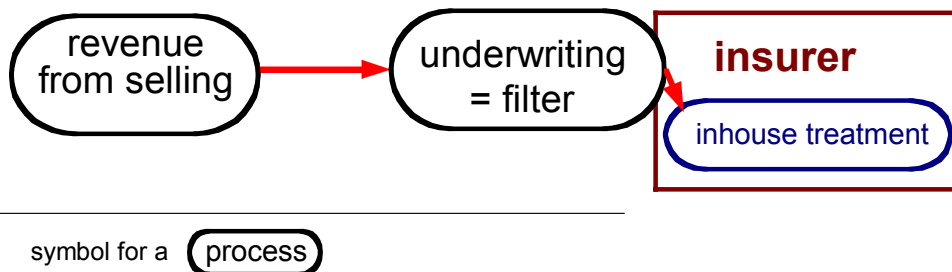 revenue
from selling
underwriting
= filter
insurer
inhouse treatment
symbol for a process